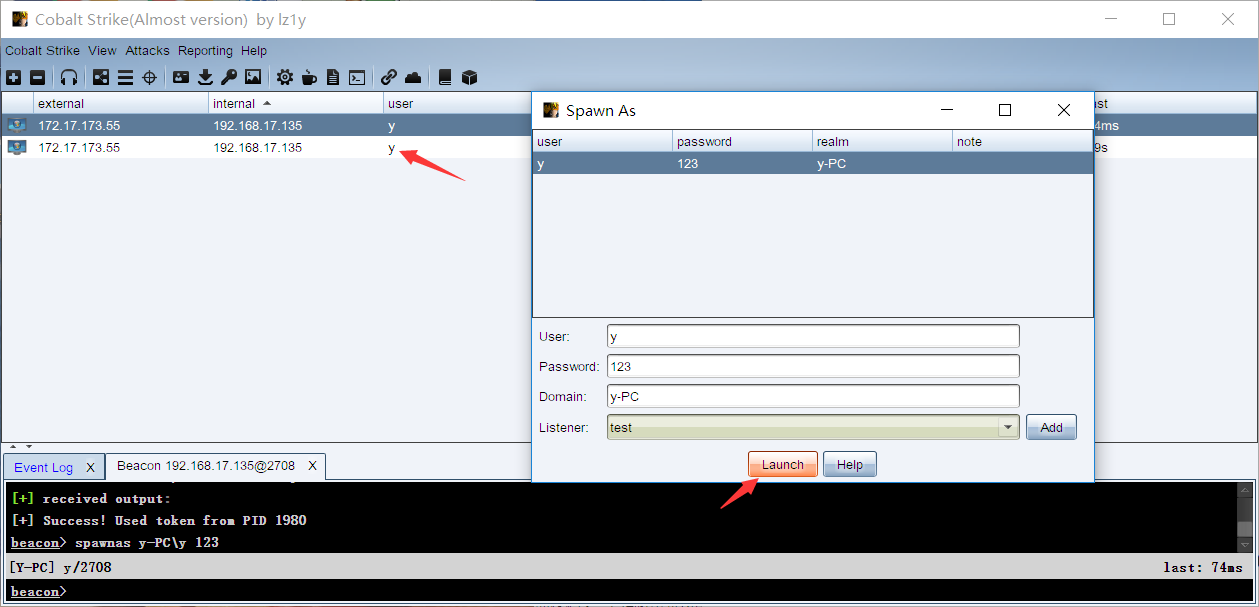 Cobalt Strike(Almost version)  by lz1y
Cobalt Strike View Attacks Reporting Help
external internal user
172.17.173.55 192.168.17.135 y 4ms
172.17.173.55 192.168.17.135 y 9s
Spawn As
user password realm note
y 123 y-PC
User: y
Password: 123
Domain: y-PC
Listener: test Add
Launch Help
Event Log X Beacon 192.168.17.135@2708 X
[+] received output:
[+] Success! Used token from PID 1980
beacon> spawnas y-PC\y 123
[Y-PC] y/2708 last: 74ms
beacon>